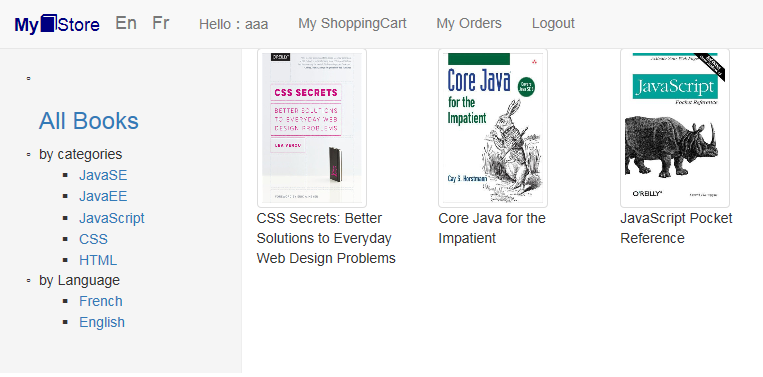 My Store En Fr Hello：aaa My ShoppingCart My Orders Logout
All Books
by categories
JavaSE
JavaEE
JavaScript
CSS
HTML
by Language
French
English
O'REILLY
CSS SECRETS
BETTER SOLUTIONS
TO EVERYDAY WEB
DESIGN PROBLEMS
LEA VEROU
CSS Secrets: Better
Solutions to Everyday
Web Design Problems
Core Java
for the
Impatient
Cay S. Horstmann
Core Java for the
Impatient
JavaScript
Pocket Reference
O'REILLY
JavaScript Pocket
Reference